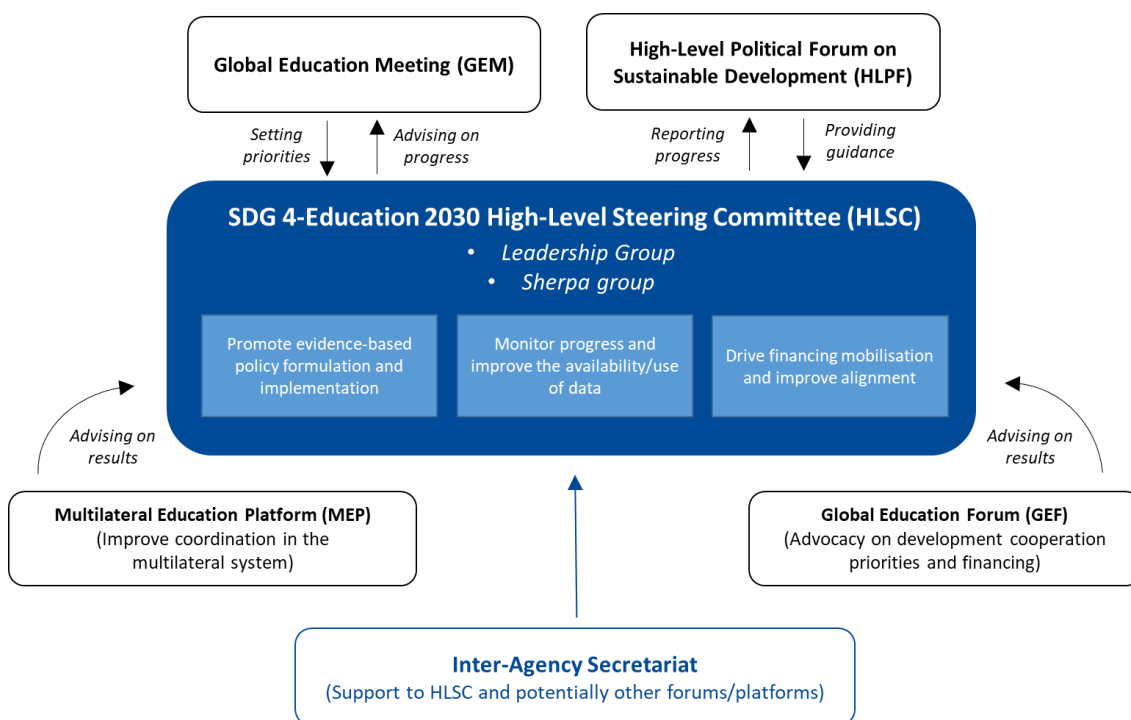 Global Education Meeting (GEM)
High-Level Political Forum on
Sustainable Development (HLPF)
Setting
priorities
Advising on
progress
Reporting
progress
Providing
guidance
SDG 4-Education 2030 High-Level Steering Committee (HLSC)
• Leadership Group
• Sherpa group
Promote evidence-based
policy formulation and
implementation
Monitor progress and
improve the availability/use
of data
Drive financing mobilisation
and improve alignment
Advising on
results
Advising on
results
Multilateral Education Platform (MEP)
(Improve coordination in the
multilateral system)
Global Education Forum (GEF)
(Advocacy on development cooperation
priorities and financing)
Inter-Agency Secretariat
(Support to HLSC and potentially other forums/platforms)